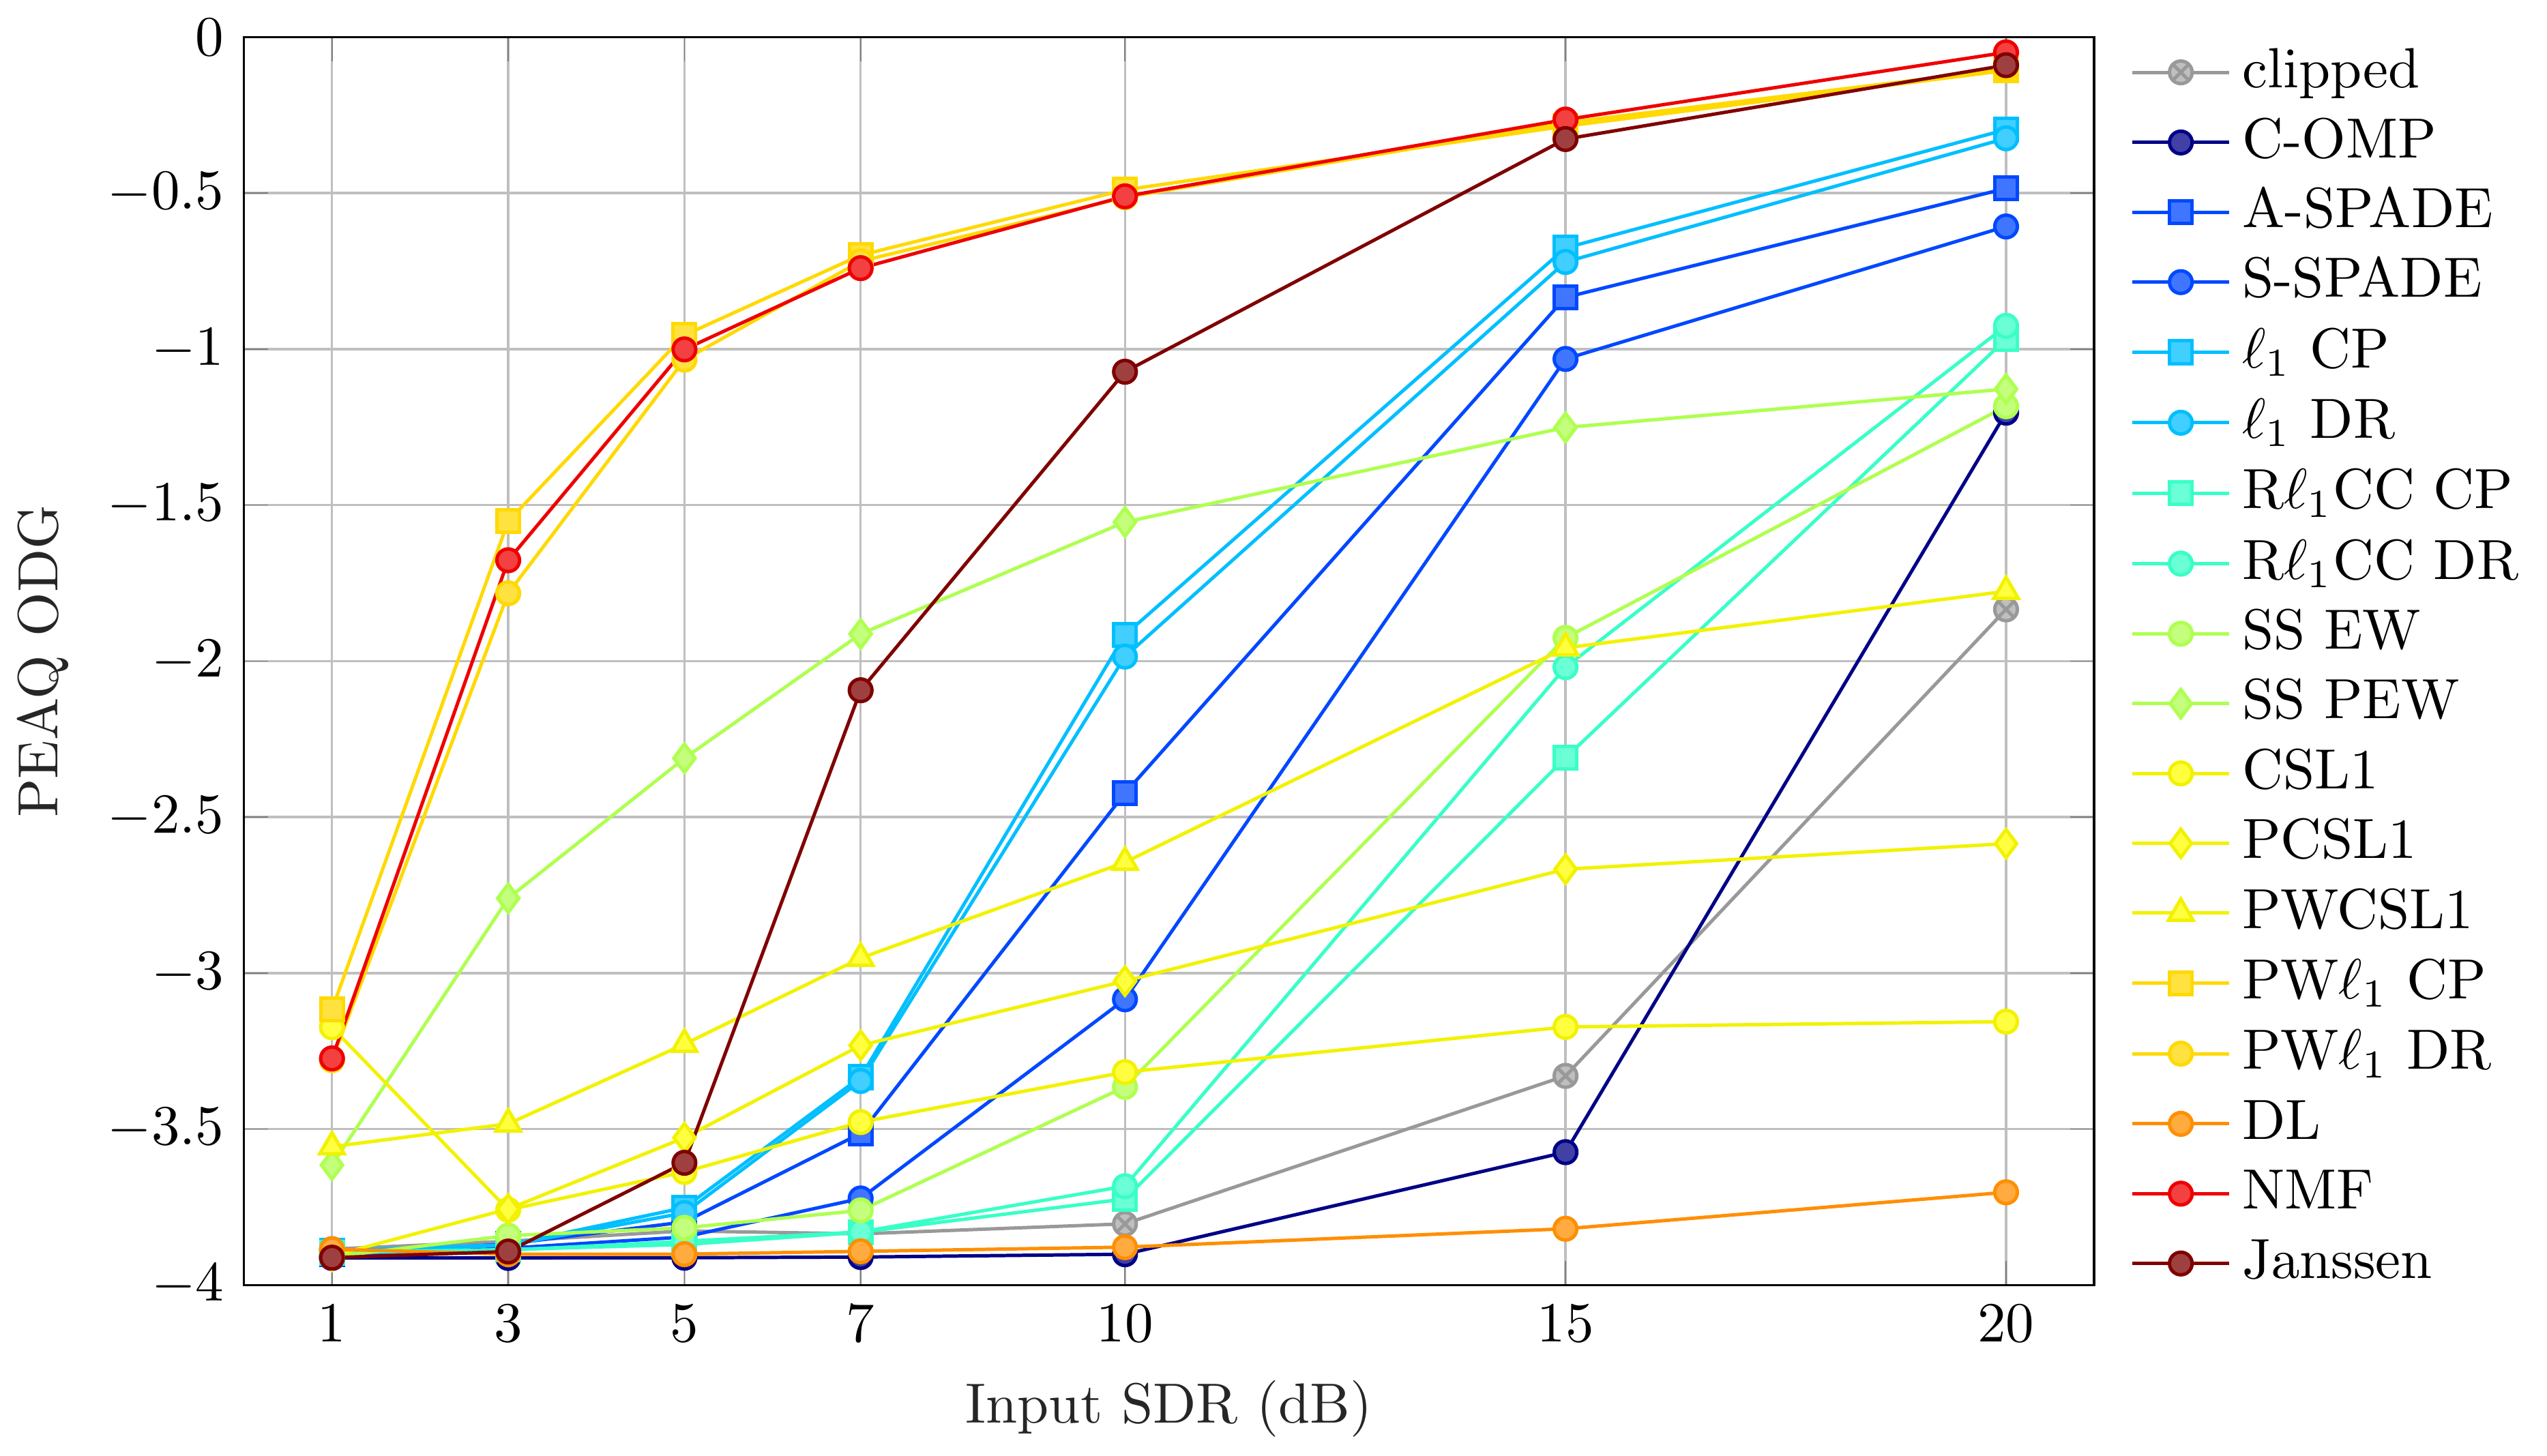 PEAQ ODG
0
−0.5
−1
−1.5
−2
−2.5
−3
−3.5
−4
1 3 5 7 10 15 20
Input SDR (dB)
clipped
C-OMP
A-SPADE
S-SPADE
ℓ₁ CP
ℓ₁ DR
Rℓ₁CC CP
Rℓ₁CC DR
SS EW
SS PEW
CSL1
PCSL1
PWCSL1
PWℓ₁ CP
PWℓ₁ DR
DL
NMF
Janssen